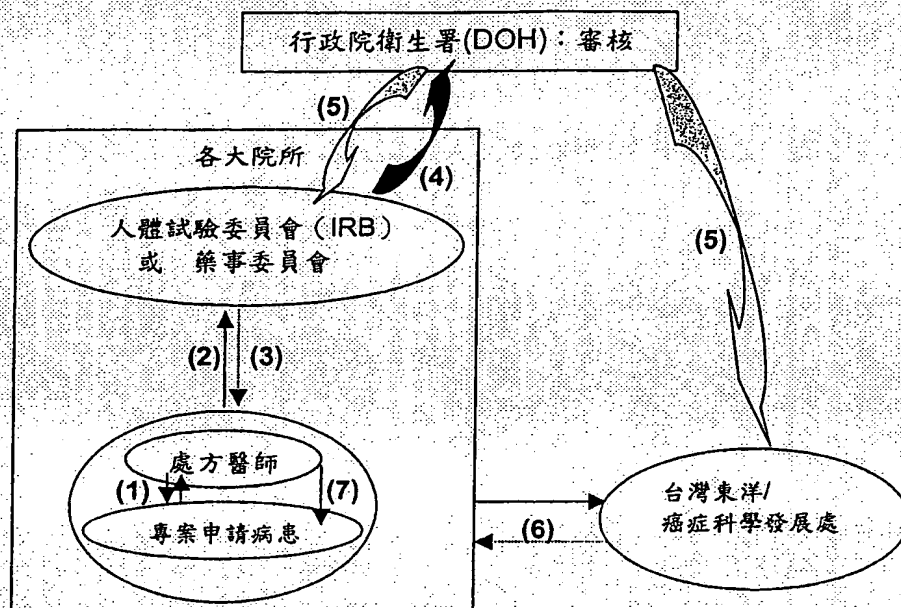 行政院衛生署(DOH)：審核
(5)
各大院所
(4)
人體試驗委員會（IRB）
或 藥事委員會
(5)
(2)
(3)
處方醫師
(1)
(7)
專案申請病患
(6)
台灣東洋/
癌症科學發展處